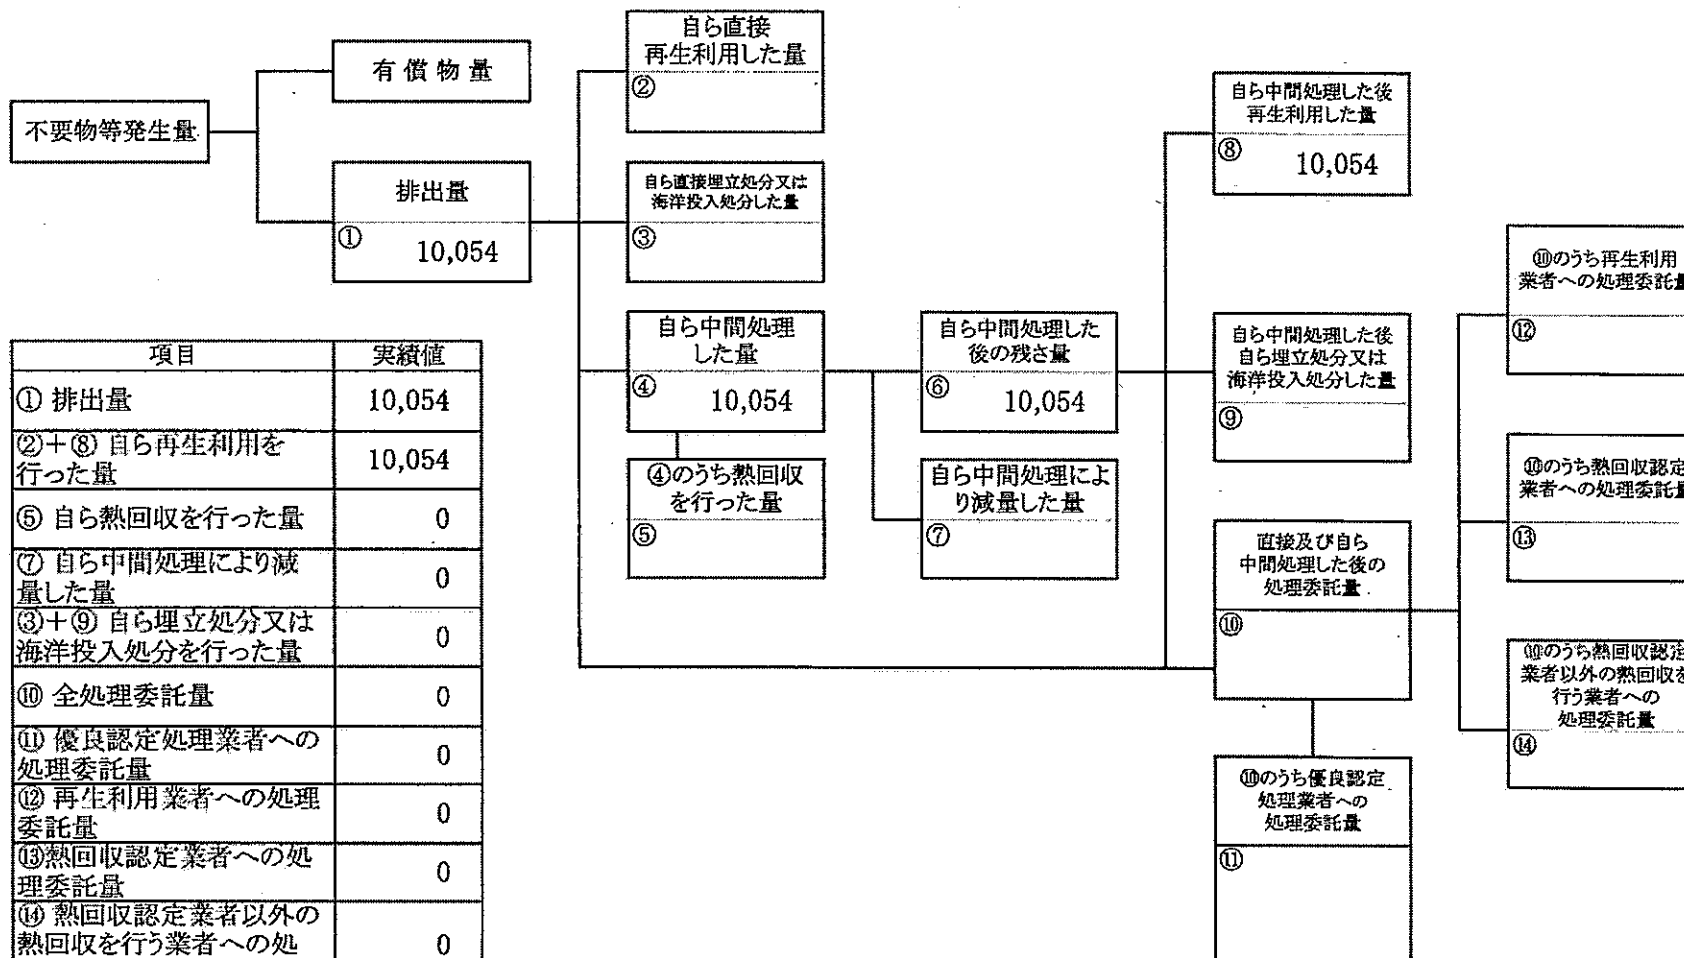 不要物等発生量
有償物量
排出量
①
10,054
自ら直接
再生利用した量
②
自ら直接埋立処分又は
海洋投入処分した量
③
自ら中間処理
した量
④
10,054
④のうち熱回収
を行った量
⑤
自ら中間処理した
後の残さ量
⑥
10,054
自ら中間処理によ
り減量した量
⑦
自ら中間処理した後
再生利用した量
⑧
10,054
自ら中間処理した後
自ら埋立処分又は
海洋投入処分した量
⑨
直接及び自ら
中間処理した後の
処理委託量
⑩
⑩のうち優良認定
処理業者への
処理委託量
⑪
⑩のうち再生利用
業者への処理委託量
⑫
⑩のうち熱回収認定
業者への処理委託量
⑬
⑩のうち熱回収認定
業者以外の熱回収を
行う業者への
処理委託量
⑭
項目 実績値
① 排出量 10,054
②+⑧ 自ら再生利用を
行った量 10,054
⑤ 自ら熱回収を行った量 0
⑦ 自ら中間処理により減
量した量 0
③+⑨ 自ら埋立処分又は
海洋投入処分を行った量 0
⑩ 全処理委託量 0
⑪ 優良認定処理業者への
処理委託量 0
⑫ 再生利用業者への処理
委託量 0
⑬熱回収認定業者への処
理委託量 0
⑭ 熱回収認定業者以外の
熱回収を行う業者への処 0